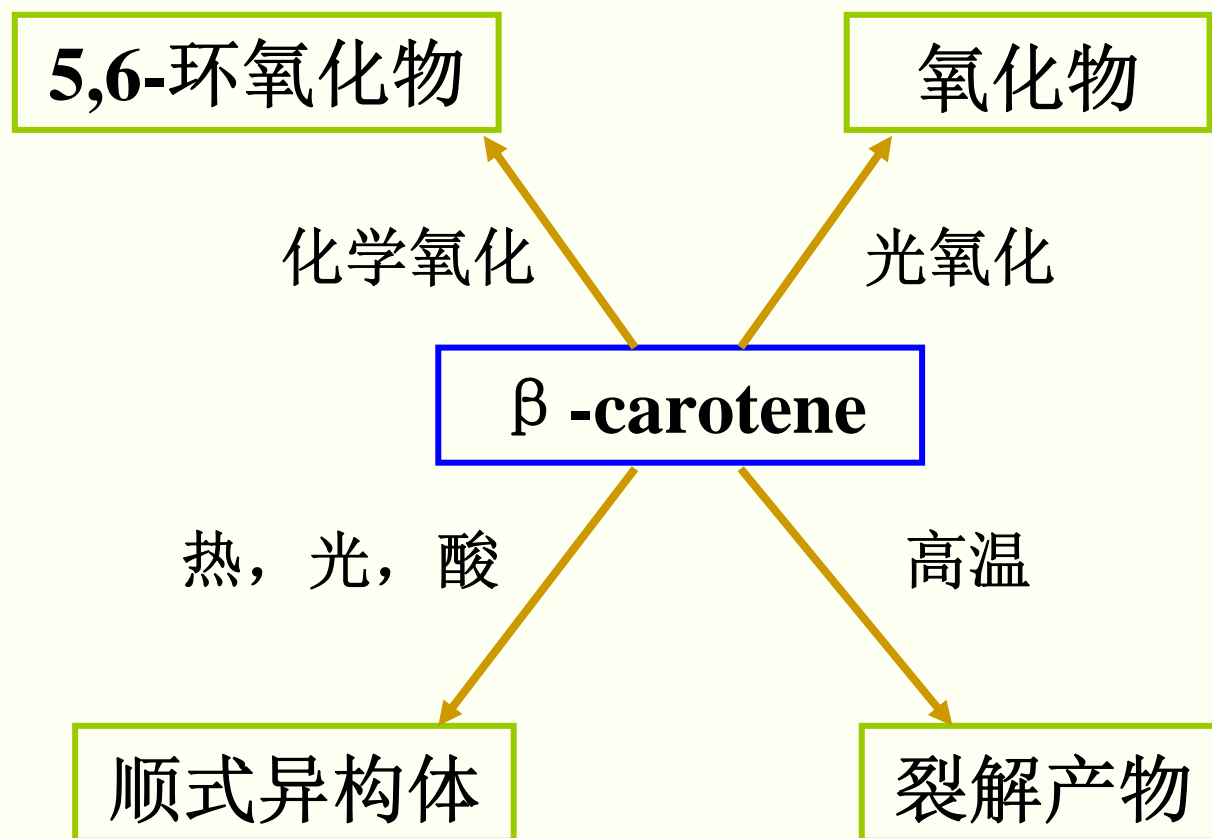 5,6-环氧化物
氧化物
化学氧化
光氧化
β-carotene
热，光，酸
高温
顺式异构体
裂解产物